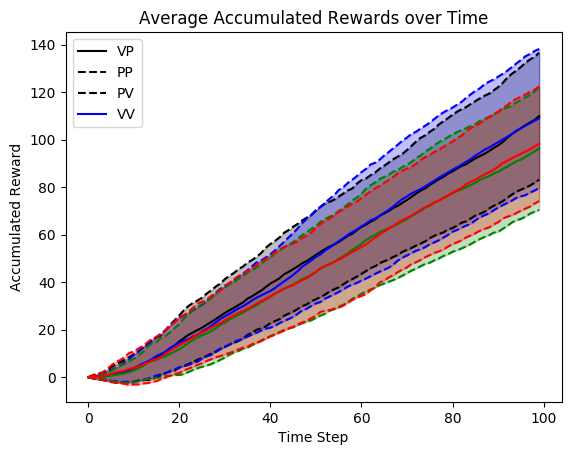 Average Accumulated Rewards over Time
VP
PP
PV
VV
Accumulated Reward
140
120
100
80
60
40
20
0
0 20 40 60 80 100
Time Step